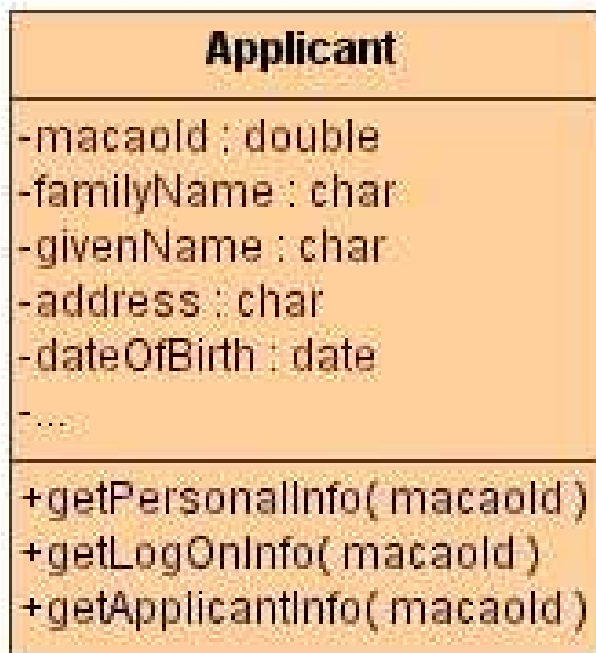 Applicant
-macaoId : double
-familyName : char
-givenName : char
-address : char
-dateOfBirth : date
-...
+getPersonalInfo( macaoId )
+getLogOnInfo( macaoId )
+getApplicantInfo( macaoId )